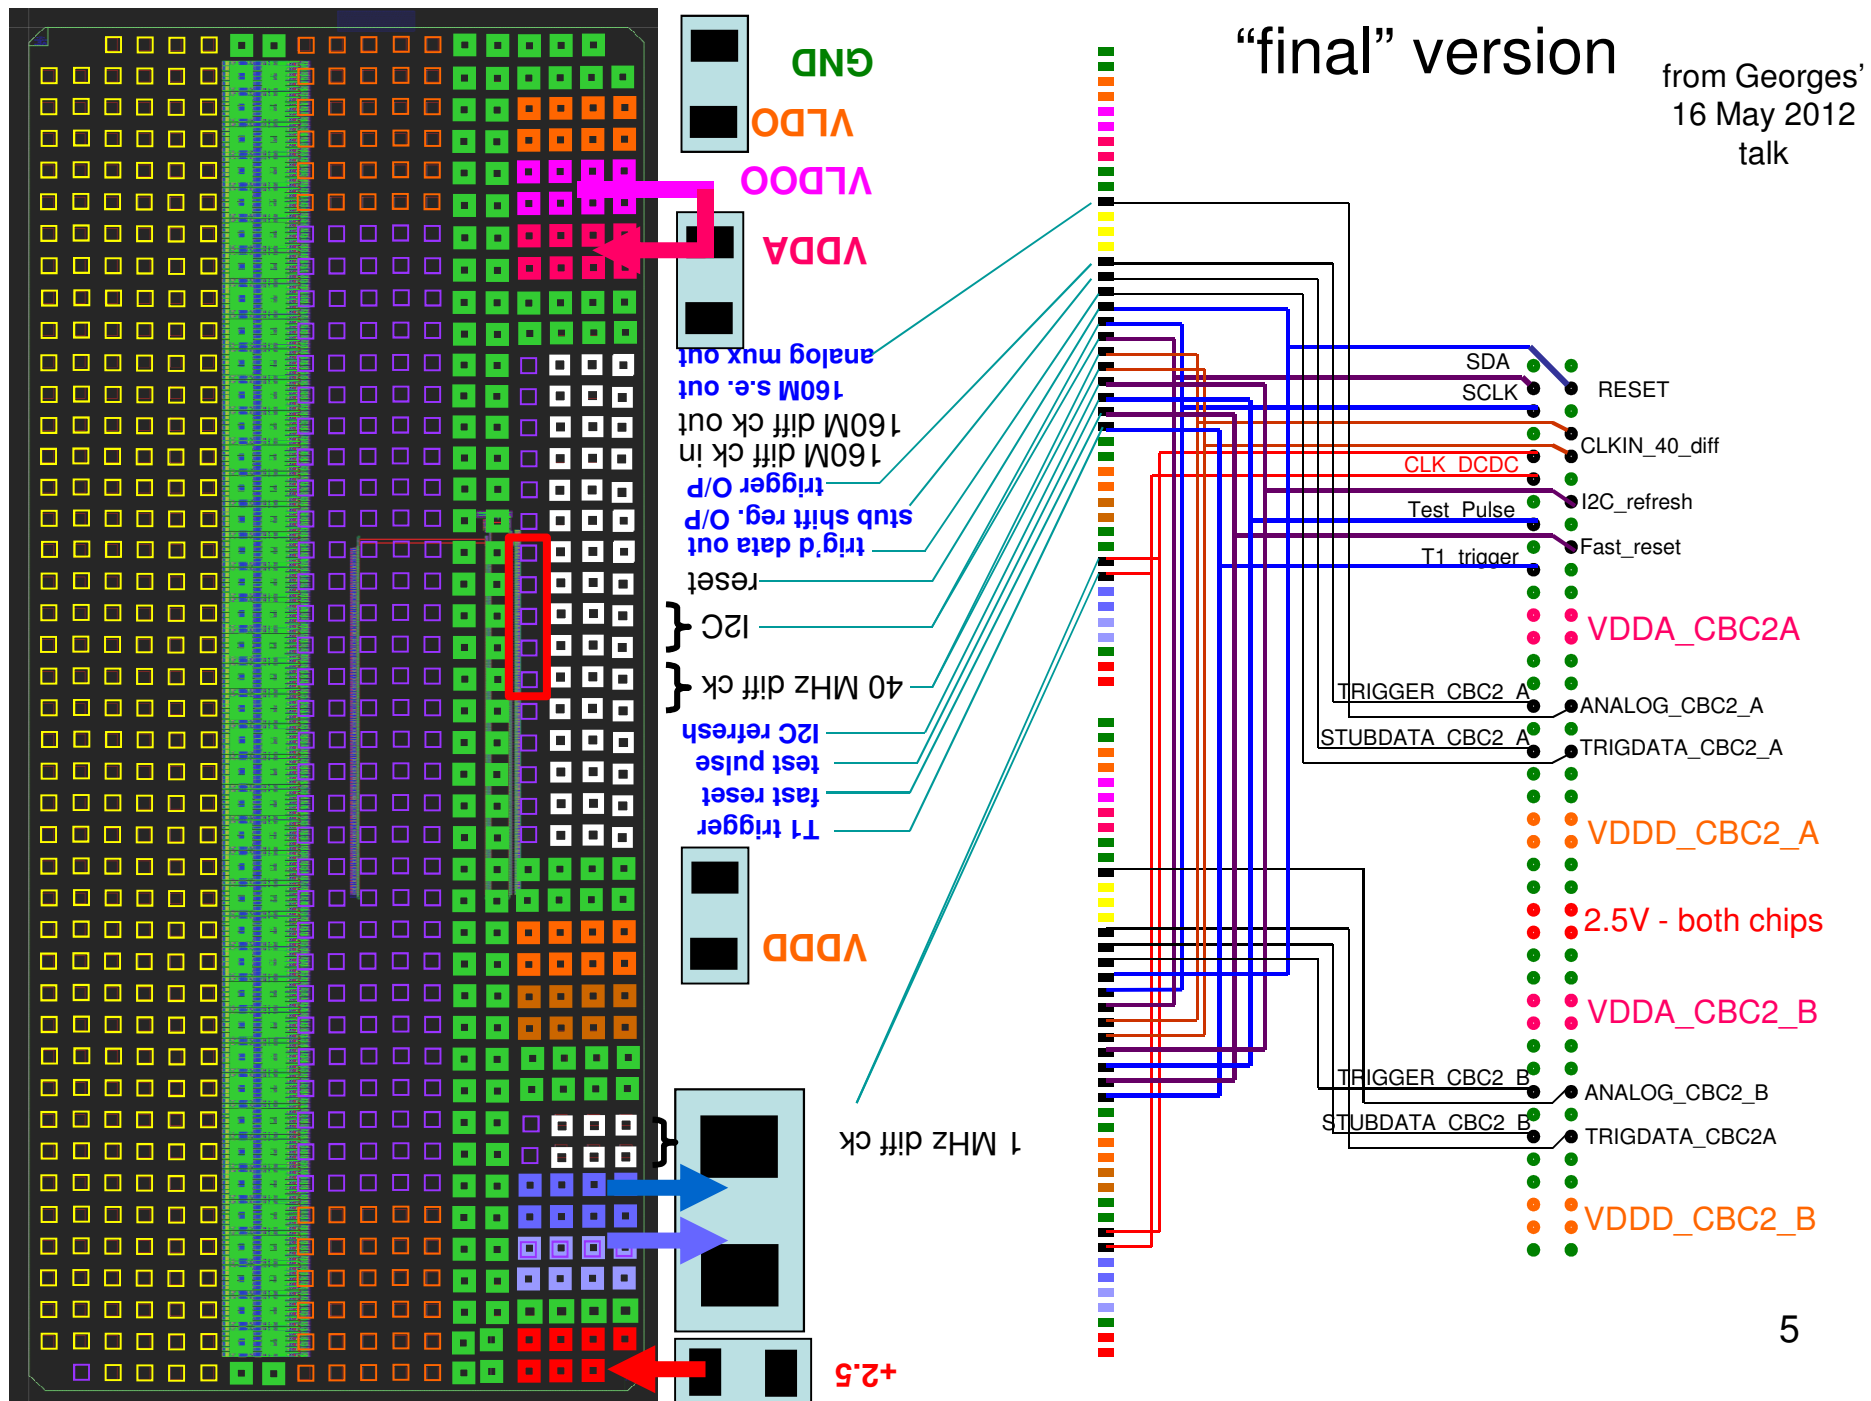 “final” version
from Georges’
16 May 2012
talk
GND
VLDO
VLDOO
VDDA
analog mux out
160M s.e. out
160M diff ck out
160M diff ck in
trigger O/P
stub shift reg. O/P
trig’d data out
reset
I2C
40 MHz diff ck
I2C refresh
test pulse
fast reset
T1 trigger
VDDD
1 MHz diff ck
+2.5
SDA
SCLK
RESET
CLKIN_40_diff
CLK_DCDC
I2C_refresh
Test_Pulse
Fast_reset
T1_trigger
VDDA_CBC2A
TRIGGER_CBC2_A
ANALOG_CBC2_A
STUBDATA_CBC2_A
TRIGDATA_CBC2_A
VDDD_CBC2_A
2.5V - both chips
VDDA_CBC2_B
TRIGGER_CBC2_B
ANALOG_CBC2_B
STUBDATA_CBC2_B
TRIGDATA_CBC2A
VDDD_CBC2_B
5